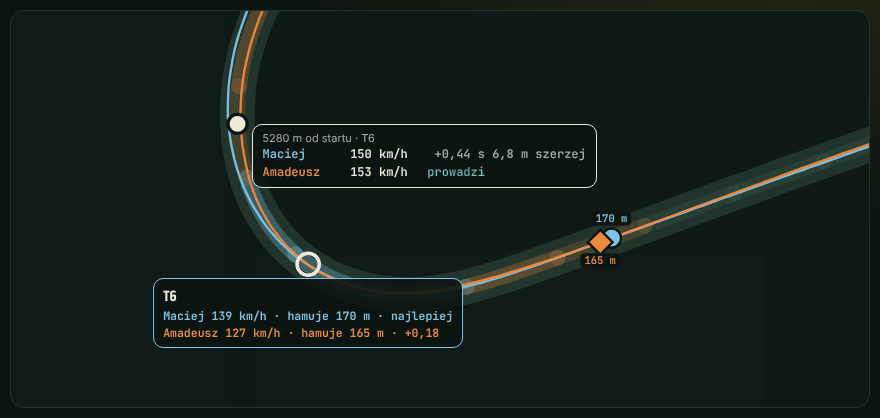 5280 m od startu · T6
Maciej 150 km/h +0,44 s 6,8 m szerzej
Amadeusz 153 km/h prowadzi
170 m
165 m
T6
Maciej 139 km/h · hamuje 170 m · najlepiej
Amadeusz 127 km/h · hamuje 165 m · +0,18